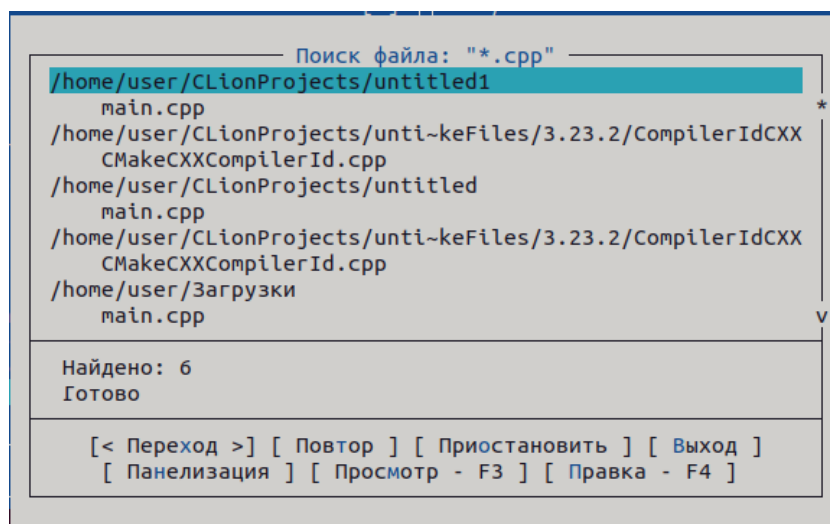 Поиск файла: "*.cpp"
/home/user/CLionProjects/untitled1
main.cpp
/home/user/CLionProjects/unti~keFiles/3.23.2/CompilerIdCXX
CMakeCXXCompilerId.cpp
/home/user/CLionProjects/untitled
main.cpp
/home/user/CLionProjects/unti~keFiles/3.23.2/CompilerIdCXX
CMakeCXXCompilerId.cpp
/home/user/Загрузки
main.cpp
Найдено: 6
Готово
[< Переход >] [ Повтор ] [ Приостановить ] [ Выход ]
[ Панелизация ] [ Просмотр - F3 ] [ Правка - F4 ]